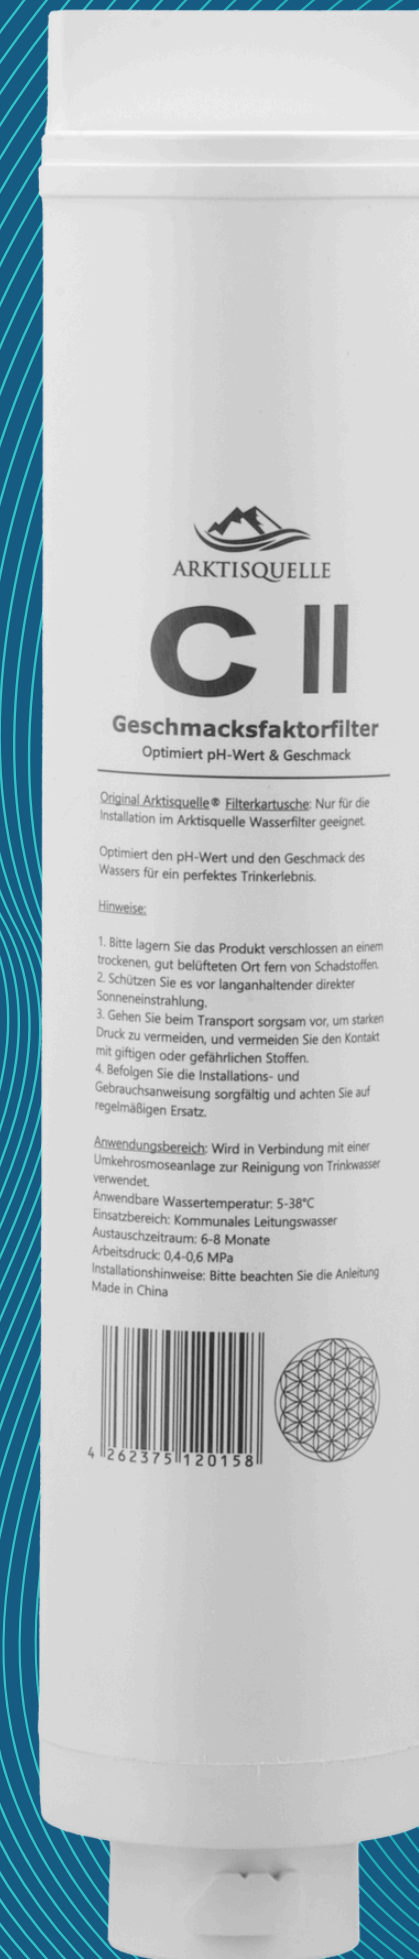 ARKTISQUELLE
C II
Geschmacksfaktorfilter
Optimiert pH-Wert & Geschmack
Original Arktisquelle® Filterkartusche: Nur für die
Installation im Arktisquelle Wasserfilter geeignet.
Optimiert den pH-Wert und den Geschmack des
Wassers für ein perfektes Trinkerlebnis.
Hinweise:
1. Bitte lagern Sie das Produkt verschlossen an einem
trockenen, gut belüfteten Ort fern von Schadstoffen.
2. Schützen Sie es vor langanhaltender direkter
Sonneneinstrahlung.
3. Gehen Sie beim Transport sorgsam vor, um starken
Druck zu vermeiden, und vermeiden Sie den Kontakt
mit giftigen oder gefährlichen Stoffen.
4. Befolgen Sie die Installations- und
Gebrauchsanweisung sorgfältig und achten Sie auf
regelmäßigen Ersatz.
Anwendungsbereich: Wird in Verbindung mit einer
Umkehrosmoseanlage zur Reinigung von Trinkwasser
verwendet.
Anwendbare Wassertemperatur: 5-38°C
Einsatzbereich: Kommunales Leitungswasser
Austauschzeitraum: 6-8 Monate
Arbeitsdruck: 0,4-0,6 MPa
Installationshinweise: Bitte beachten Sie die Anleitung
Made in China
4 262375 120158